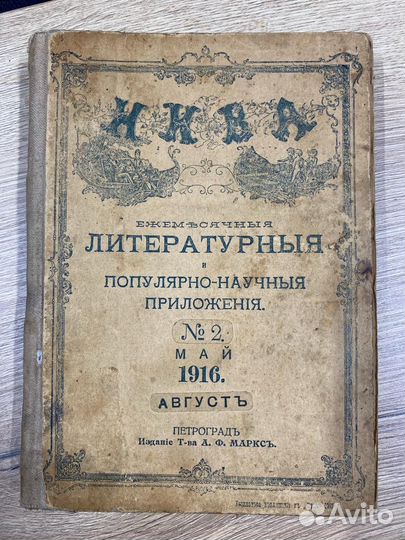 НИВА
ЕЖЕМѢСЯЧНЫЯ
ЛИТЕРАТУРНЫЯ
и
ПОПУЛЯРНО-НАУЧНЫЯ
ПРИЛОЖЕНІЯ.
№ 2.
МАЙ
1916.
АВГУСТЪ
ПЕТРОГРАДЪ
Изданіе Т-ва А. Ф. МАРКСЪ.
Avito